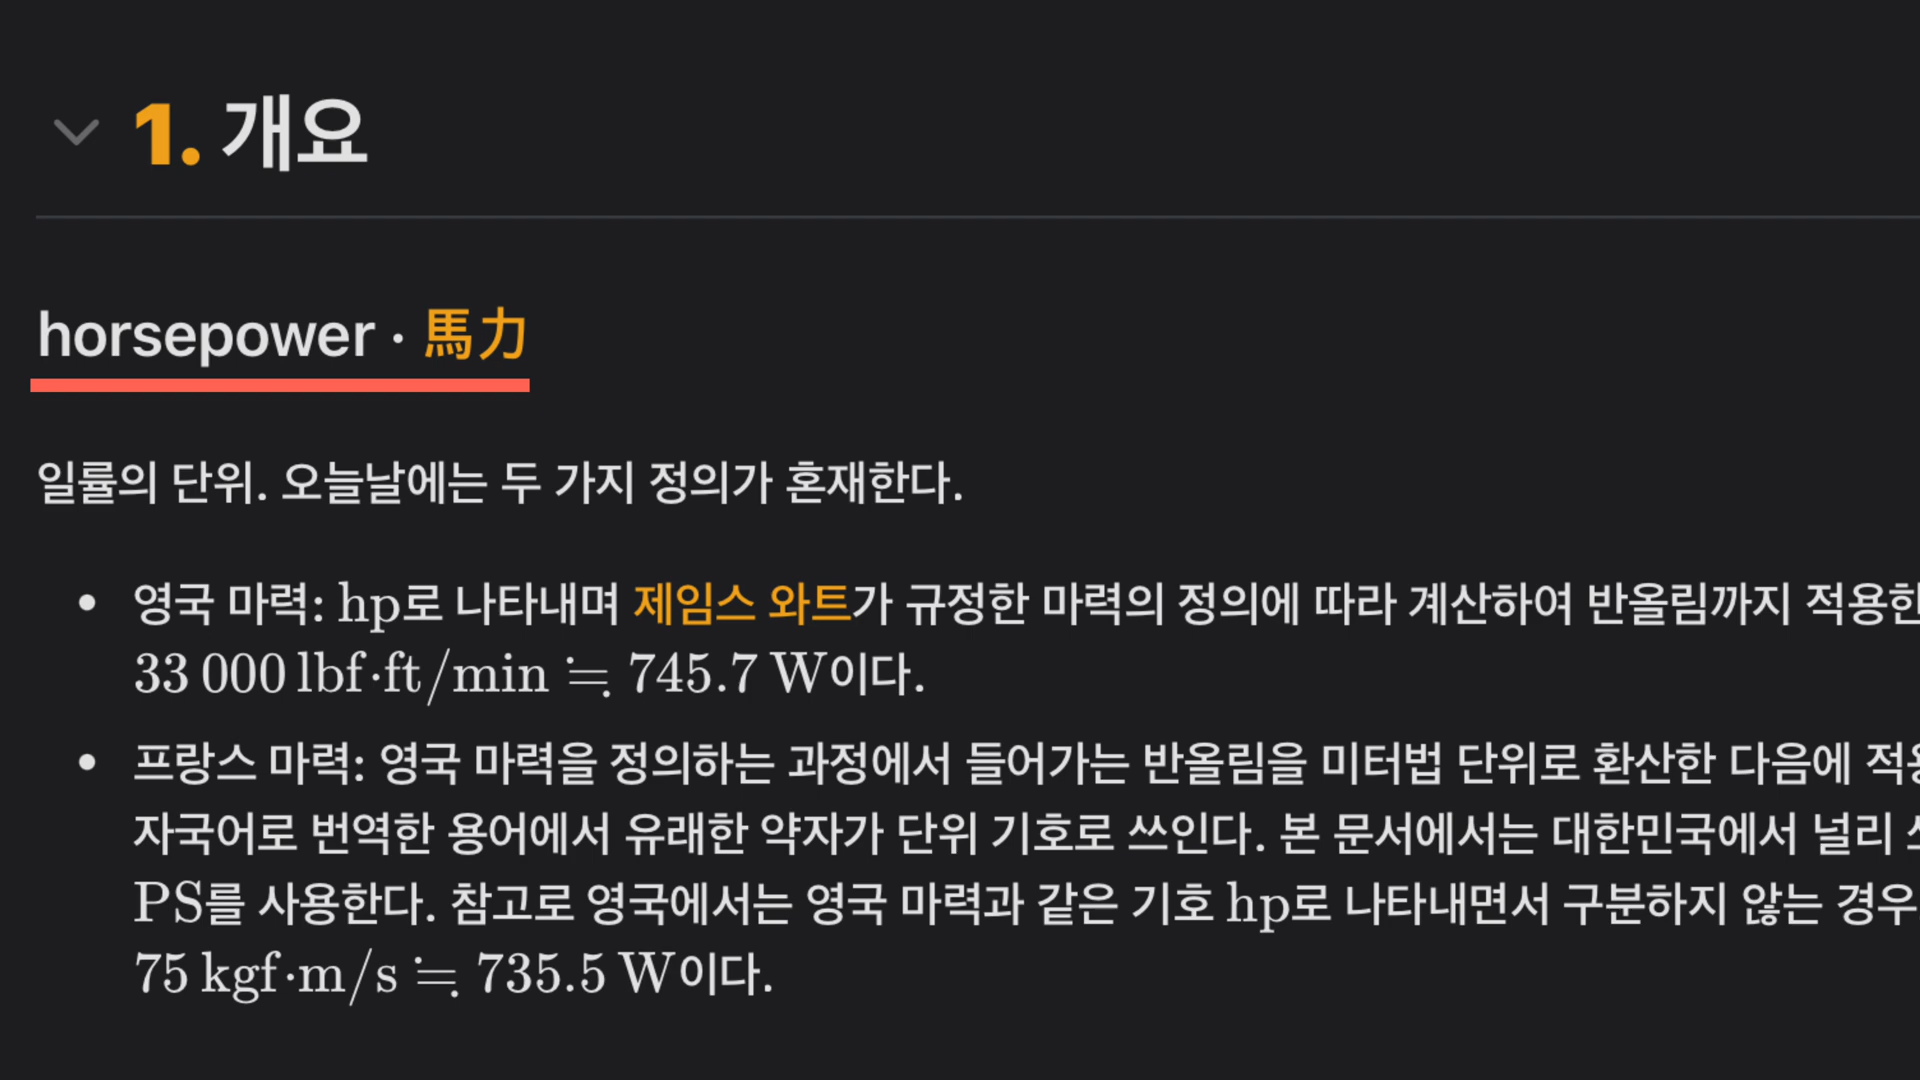 1. 개요
horsepower · 馬力
일률의 단위. 오늘날에는 두 가지 정의가 혼재한다.
영국 마력: hp로 나타내며 제임스 와트가 규정한 마력의 정의에 따라 계산하여 반올림까지 적용한
33 000 lbf·ft/min ≒ 745.7 W이다.
프랑스 마력: 영국 마력을 정의하는 과정에서 들어가는 반올림을 미터법 단위로 환산한 다음에
자국어로 번역한 용어에서 유래한 약자가 단위 기호로 쓰인다. 본 문서에서는 대한민국에서 널리
PS를 사용한다. 참고로 영국에서는 영국 마력과 같은 기호 hp로 나타내면서 구분하지 않는 경우
75 kgf·m/s ≒ 735.5 W이다.